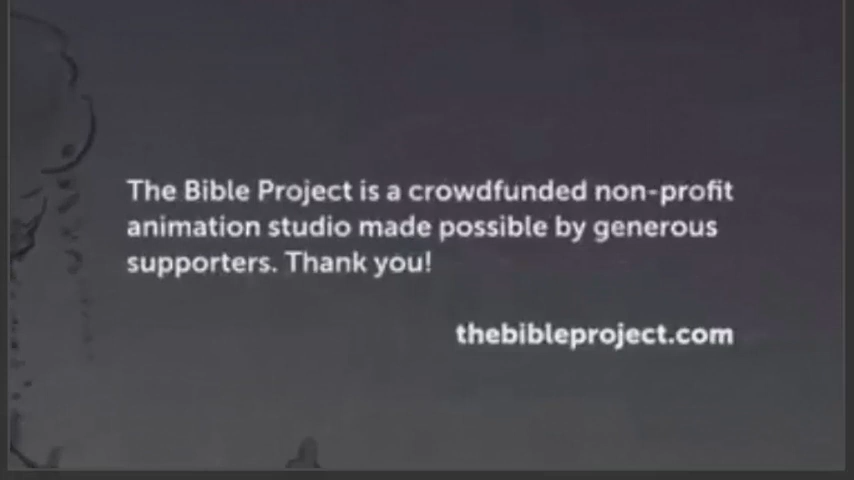 The Bible Project is a crowdfunded non-profit
animation studio made possible by generous
supporters. Thank you!
thebibleproject.com